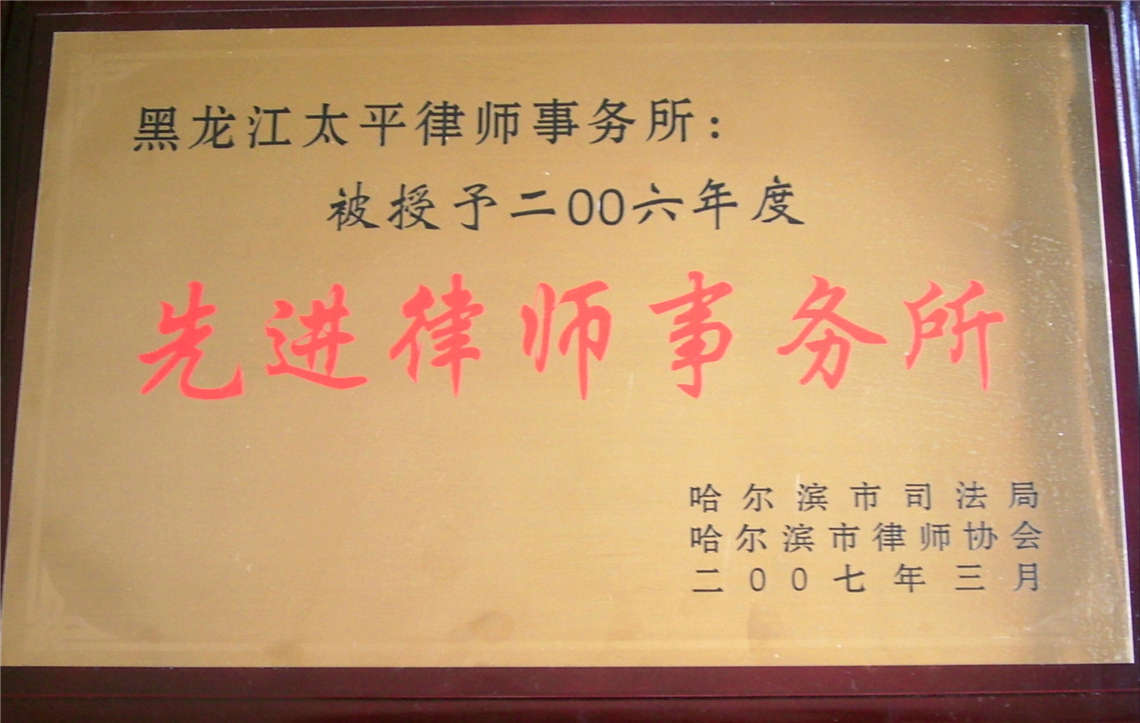 黑龙江太平律师事务所：
被授予二00六年度
先进律师事务所
哈尔滨市司法局
哈尔滨市律师协会
二00七年三月